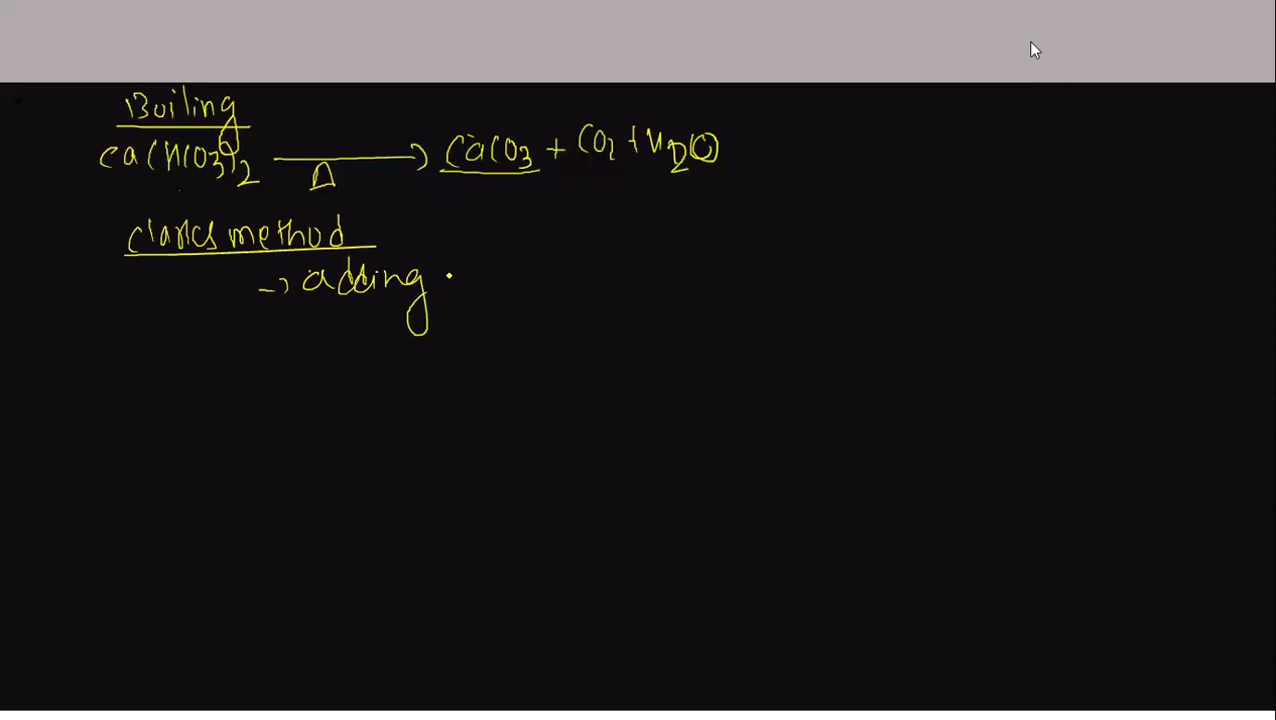 Boiling
Ca(HCO3)2 ⟶ Δ CaCO3 + CO2 + H2O
Clarks method
→ adding